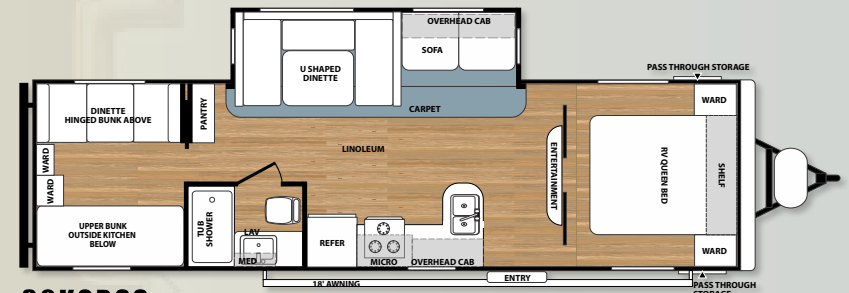 OVERHEAD CAB
SOFA
U SHAPED
DINETTE
PASS THROUGH STORAGE
WARD
DINETTE
HINGED BUNK ABOVE
PANTRY
CARPET
LINOLEUM
ENTERTAINMENT
RV QUEEN BED
SHELF
WARD
WARD
UPPER BUNK
OUTSIDE KITCHEN
BELOW
TUB
SHOWER
LAV
MED
REFER
MICRO
OVERHEAD CAB
WARD
ENTRY
18' AWNING
PASS THROUGH
STORAGE